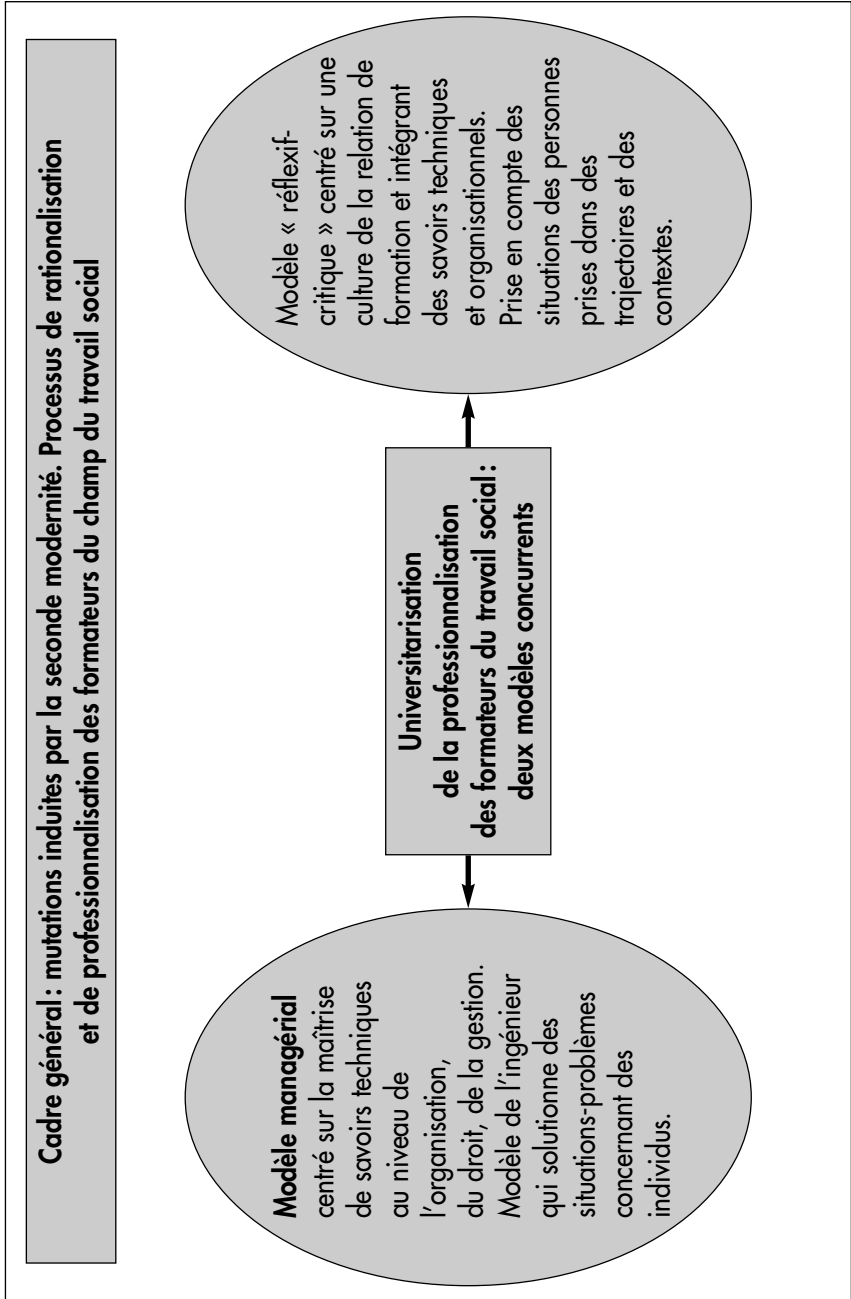 Cadre général : mutations induites par la seconde modernité. Processus de rationalisation
et de professionnalisation des formateurs du champ du travail social
Modèle managérial
centré sur la maîtrise
de savoirs techniques
au niveau de
l'organisation,
du droit, de la gestion.
Modèle de l'ingénieur
qui solutionne des
situations-problèmes
concernant des
individus.
Universitarisation
de la professionnalisation
des formateurs du travail social :
deux modèles concurrents
Modèle « réflexif-
critique » centré sur une
culture de la relation de
formation et intégrant
des savoirs techniques
et organisationnels.
Prise en compte des
situations des personnes
prises dans des
trajectoires et des
contextes.